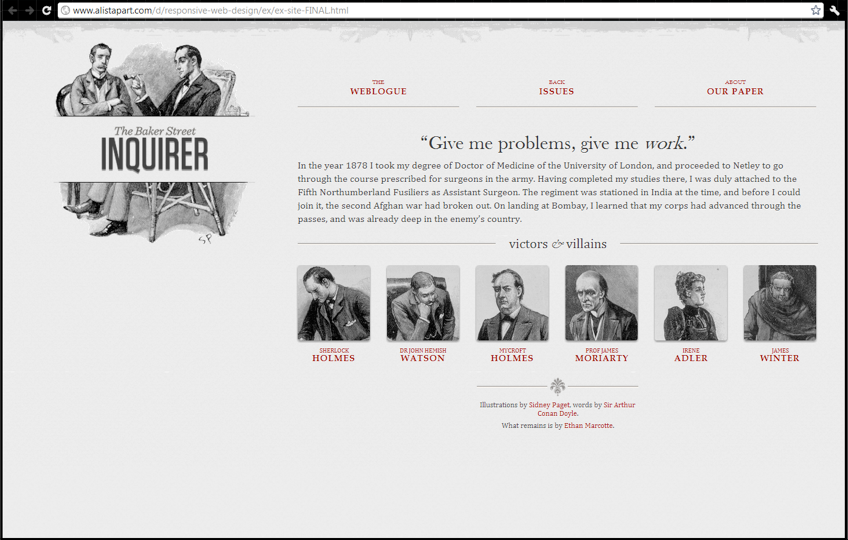 www.alistapart.com/d/responsive-web-design/ex/ex-site-FINAL.html
The Baker Street
INQUIRER
SP
THE
WEBLOGUE
BACK
ISSUES
ABOUT
OUR PAPER
“Give me problems, give me work.”
In the year 1878 I took my degree of Doctor of Medicine of the University of London, and proceeded to Netley to go
through the course prescribed for surgeons in the army. Having completed my studies there, I was duly attached to the
Fifth Northumberland Fusiliers as Assistant Surgeon. The regiment was stationed in India at the time, and before I could
join it, the second Afghan war had broken out. On landing at Bombay, I learned that my corps had advanced through the
passes, and was already deep in the enemy’s country.
victors & villains
SHERLOCK
HOLMES
DR JOHN HEMISH
WATSON
MYCROFT
HOLMES
PROF JAMES
MORIARTY
IRENE
ADLER
JAMES
WINTER
Illustrations by Sidney Paget, words by Sir Arthur
Conan Doyle.
What remains is by Ethan Marcotte.